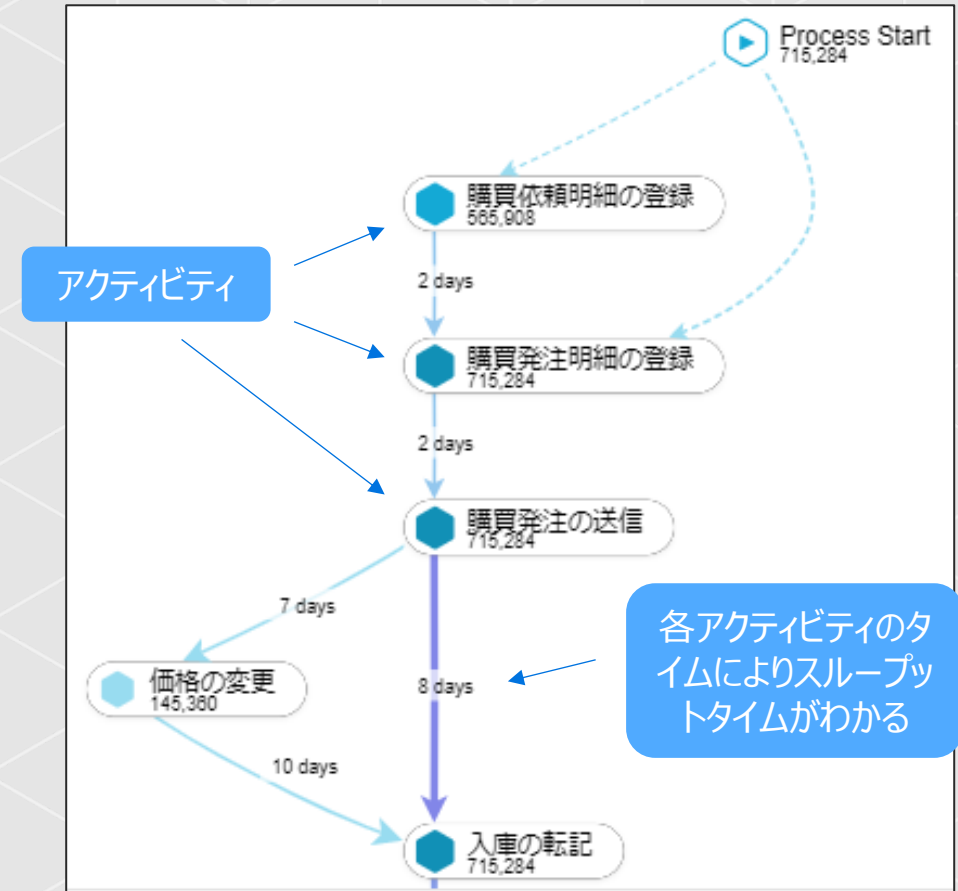 Process Start
715,284
購買依頼明細の登録
565,908
アクティビティ
2 days
購買発注明細の登録
715,284
2 days
購買発注の送信
715,284
7 days
各アクティビティのタ
イムによりスループッ
トタイムがわかる
価格の変更
145,360
8 days
10 days
入庫の転記
715,284